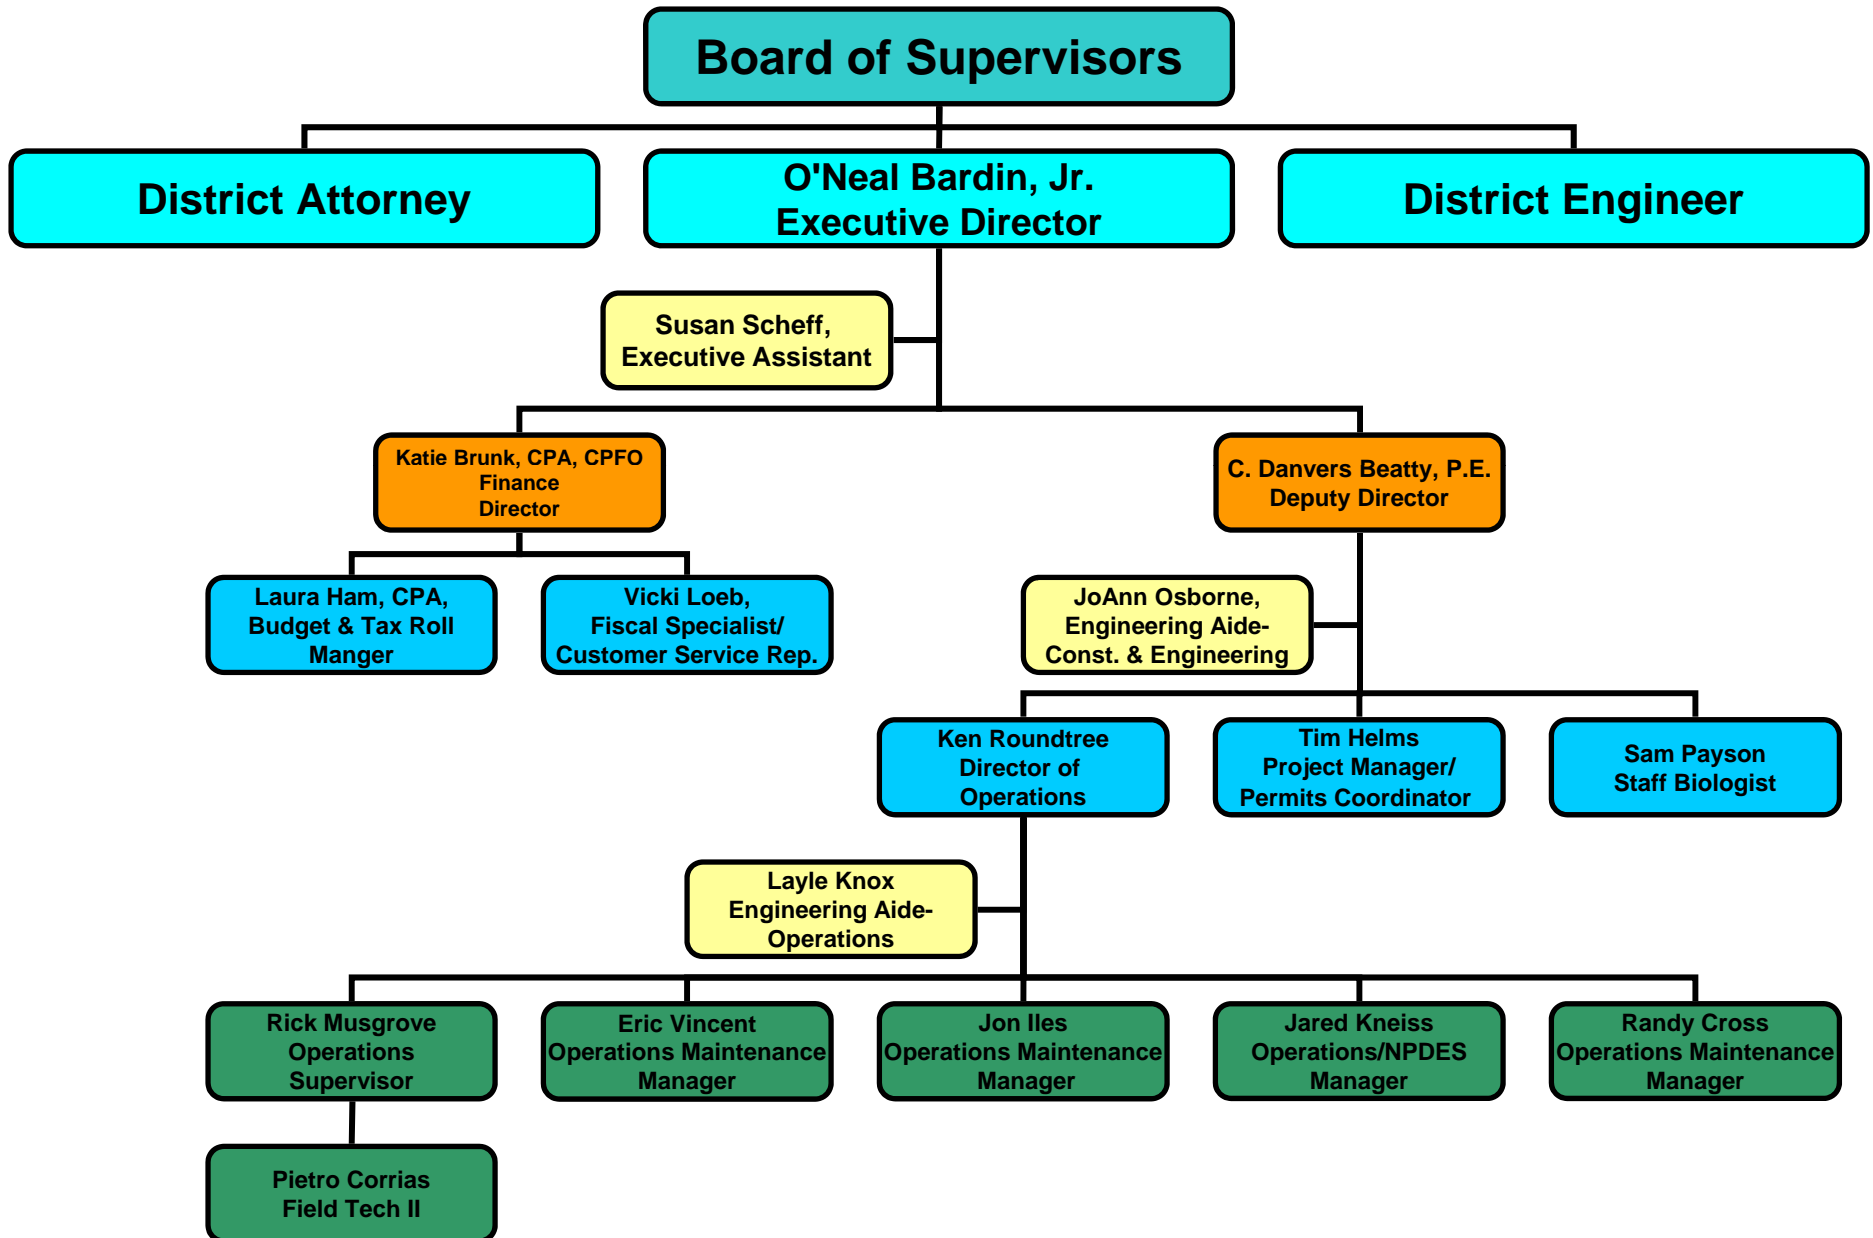 Board of Supervisors
District Attorney
O'Neal Bardin, Jr.
Executive Director
District Engineer
Susan Scheff,
Executive Assistant
Katie Brunk, CPA, CPFO
Finance
Director
C. Danvers Beatty, P.E.
Deputy Director
Laura Ham, CPA,
Budget & Tax Roll
Manger
Vicki Loeb,
Fiscal Specialist/
Customer Service Rep.
JoAnn Osborne,
Engineering Aide-
Const. & Engineering
Ken Roundtree
Director of
Operations
Tim Helms
Project Manager/
Permits Coordinator
Sam Payson
Staff Biologist
Layle Knox
Engineering Aide-
Operations
Rick Musgrove
Operations
Supervisor
Eric Vincent
Operations Maintenance
Manager
Jon Iles
Operations Maintenance
Manager
Jared Kneiss
Operations/NPDES
Manager
Randy Cross
Operations Maintenance
Manager
Pietro Corrias
Field Tech II